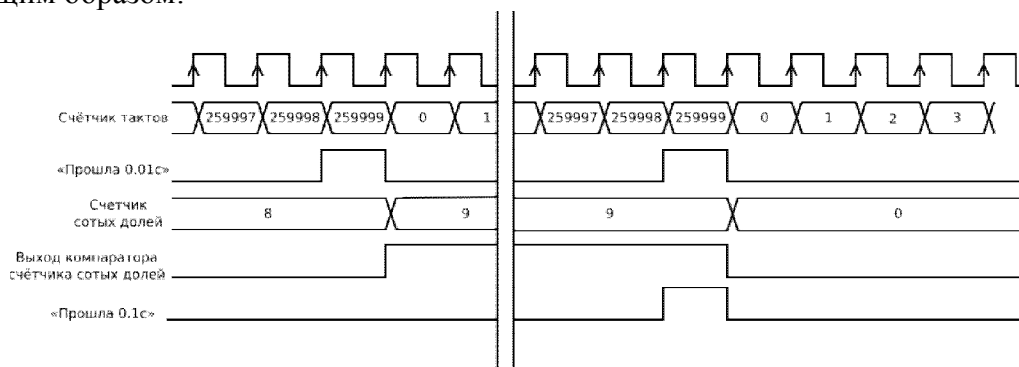 щим образом:
Счётчик тактов 259997 259998 259999 0 1 259997 259998 259999 0 1 2 3
«Прошла 0.01с»
Счетчик
сотых долей 8 9 9 0
Выход компаратора
счётчика сотых долей
«Прошла 0.1с»